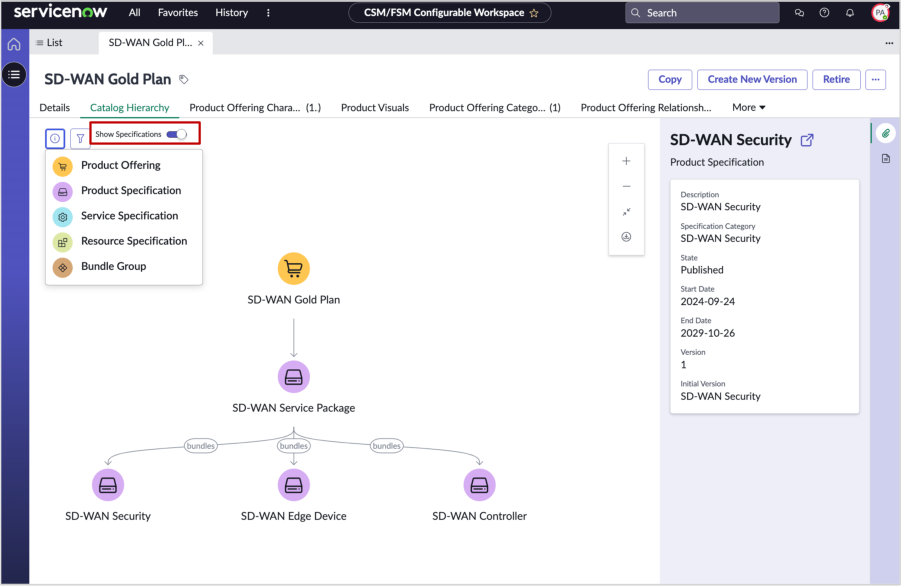 servicenow All Favorites History CSM/FSM Configurable Workspace Search PA
List SD-WAN Gold Pl...
SD-WAN Gold Plan Copy Create New Version Retire
Details Catalog Hierarchy Product Offering Chara... (1.) Product Visuals Product Offering Catego... (1) Product Offering Relationsh... More
Show Specifications
Product Offering
Product Specification
Service Specification
Resource Specification
Bundle Group
SD-WAN Gold Plan
SD-WAN Service Package
bundles bundles bundles
SD-WAN Security SD-WAN Edge Device SD-WAN Controller
SD-WAN Security
Product Specification
Description
SD-WAN Security
Specification Category
SD-WAN Security
State
Published
Start Date
2024-09-24
End Date
2029-10-26
Version
1
Initial Version
SD-WAN Security